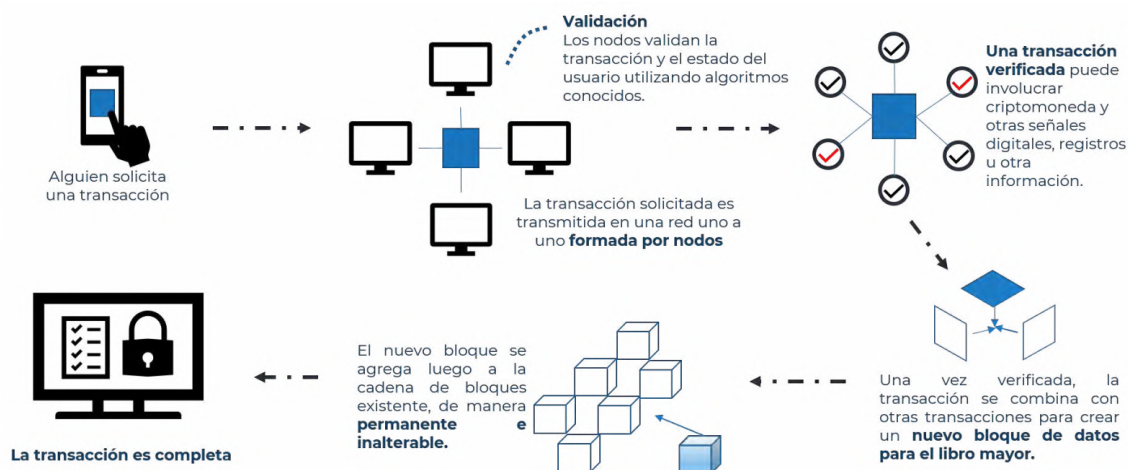 Alguien solicita
una transacción
Validación
Los nodos validan la
transacción y el estado del
usuario utilizando algoritmos
conocidos.
La transacción solicitada es
transmitida en una red uno a
uno formada por nodos
Una transacción
verificada puede
involucrar
criptomoneda y
otras señales
digitales, registros
u otra
información.
Una vez verificada, la
transacción se combina con
otras transacciones para crear
un nuevo bloque de datos
para el libro mayor.
El nuevo bloque se
agrega luego a la
cadena de bloques
existente, de manera
permanente e
inalterable.
La transacción es completa